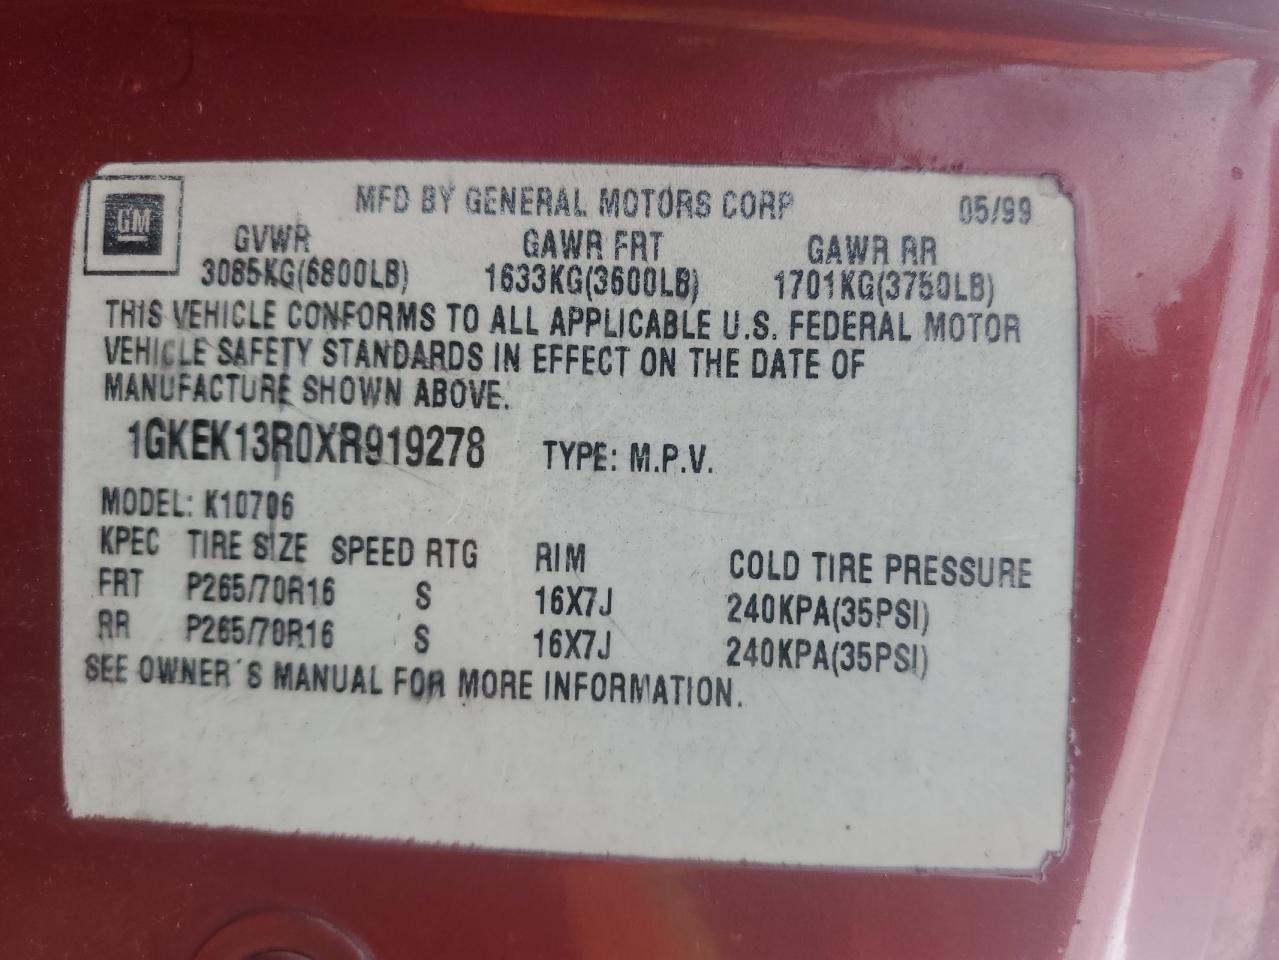 GM
MFD BY GENERAL MOTORS CORP 05/99
GVWR GAWR FRT GAWR RR
3085KG(6800LB) 1633KG(3600LB) 1701KG(3750LB)
THIS VEHICLE CONFORMS TO ALL APPLICABLE U.S. FEDERAL MOTOR
VEHICLE SAFETY STANDARDS IN EFFECT ON THE DATE OF
MANUFACTURE SHOWN ABOVE.
1GKEK13R0XR919278 TYPE: M.P.V.
MODEL: K10706
KPEC TIRE SIZE SPEED RTG RIM COLD TIRE PRESSURE
FRT P265/70R16 S 16X7J 240KPA(35PSI)
RR P265/70R16 S 16X7J 240KPA(35PSI)
SEE OWNER´S MANUAL FOR MORE INFORMATION.